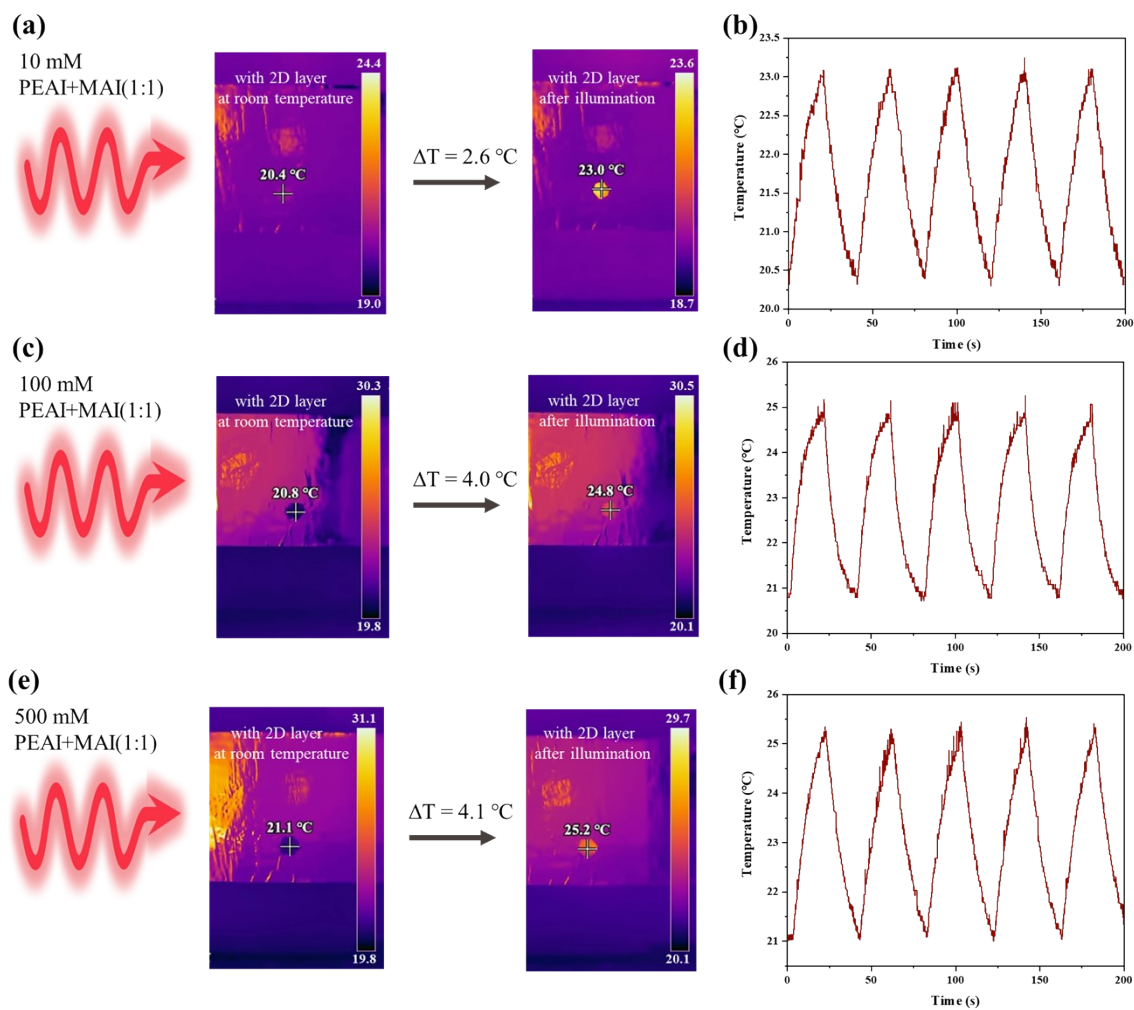 (a)
10 mM
PEAI+MAI(1:1)
with 2D layer
at room temperature
24.4
20.4 ℃
19.0
ΔT = 2.6 ℃
with 2D layer
after illumination
23.6
23.0 ℃
18.7
(b)
23.5
23.0
22.5
22.0
21.5
21.0
20.5
20.0
Temperature (℃)
0 50 100 150 200
Time (s)
(c)
100 mM
PEAI+MAI(1:1)
30.3
with 2D layer
at room temperature
20.8 ℃
19.8
ΔT = 4.0 ℃
30.5
with 2D layer
after illumination
24.8 ℃
20.1
(d)
26
25
24
23
22
21
20
Temperature (℃)
0 50 100 150 200
Time (s)
(e)
500 mM
PEAI+MAI(1:1)
31.1
with 2D layer
at room temperature
21.1 ℃
19.8
ΔT = 4.1 ℃
29.7
with 2D layer
after illumination
25.2 ℃
20.1
(f)
26
25
24
23
22
21
Temperature (℃)
0 50 100 150 200
Time (s)